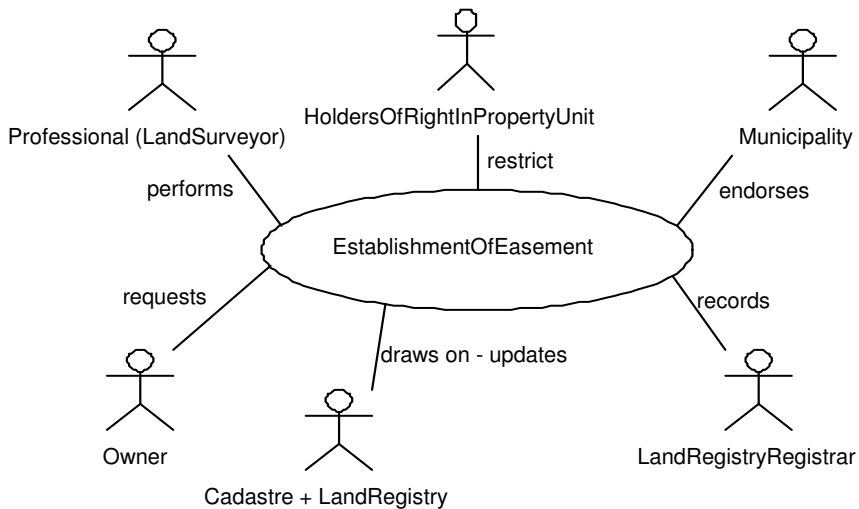 HoldersOfRightInPropertyUnit
Professional (LandSurveyor)
Municipality
restrict
performs
endorses
EstablishmentOfEasement
requests
records
draws on - updates
Owner
LandRegistryRegistrar
Cadastre + LandRegistry